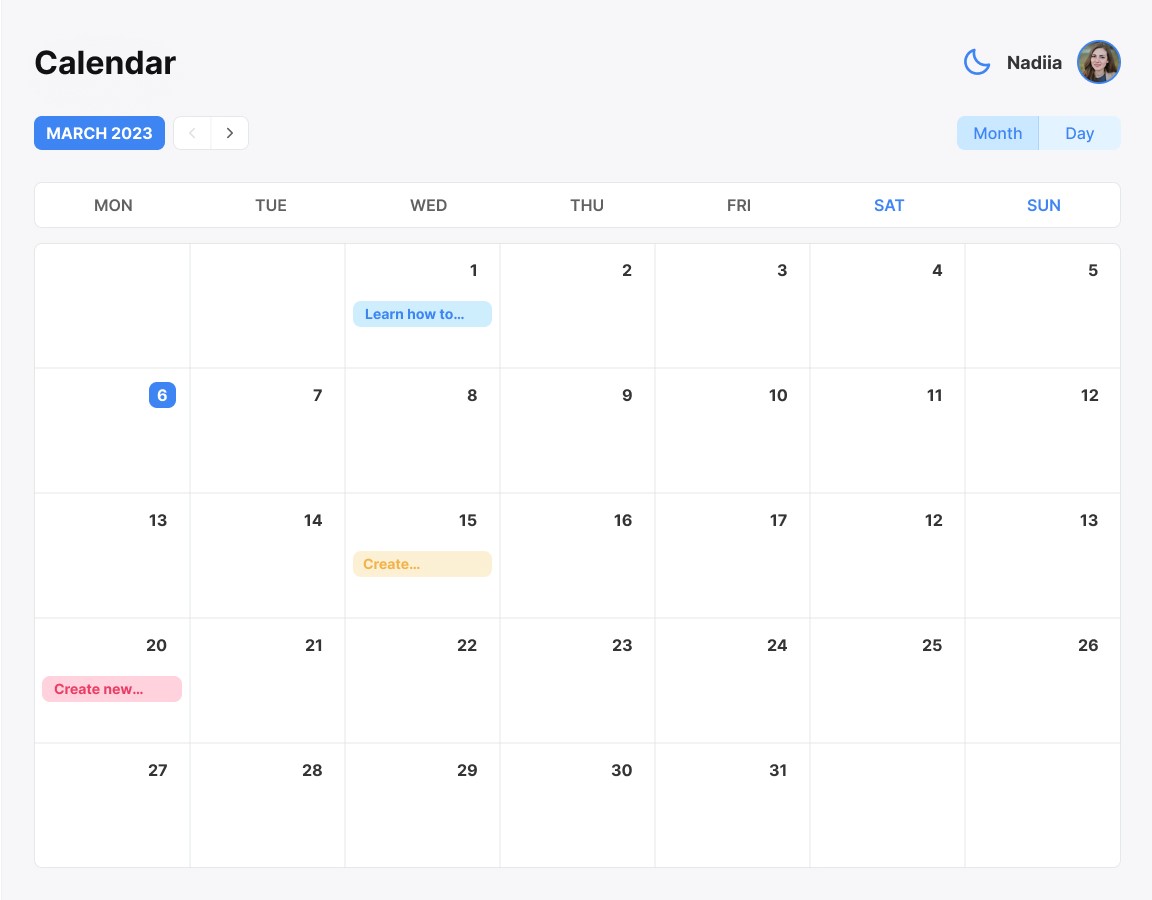 Calendar
Nadiia
MARCH 2023
Month Day
MON TUE WED THU FRI SAT SUN
1 2 3 4 5
Learn how to...
6 7 8 9 10 11 12
13 14 15 16 17 12 13
Create...
20 21 22 23 24 25 26
Create new...
27 28 29 30 31